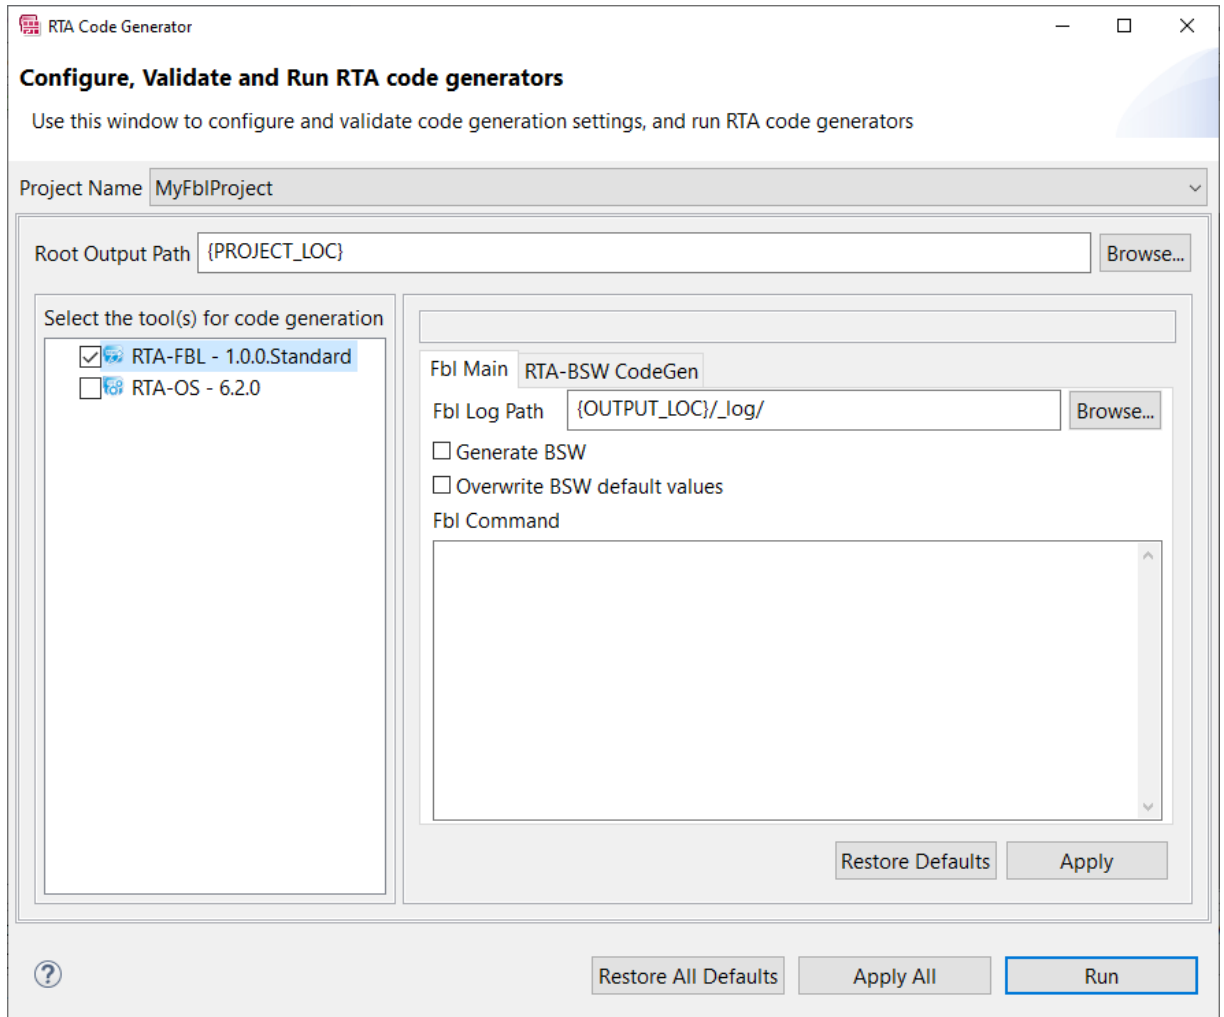 RTA Code Generator
Configure, Validate and Run RTA code generators
Use this window to configure and validate code generation settings, and run RTA code generators
Project Name MyFblProject
Root Output Path {PROJECT_LOC} Browse...
Select the tool(s) for code generation
RTA-FBL - 1.0.0.Standard
RTA-OS - 6.2.0
Fbl Main RTA-BSW CodeGen
Fbl Log Path {OUTPUT_LOC}/_log/ Browse...
Generate BSW
Overwrite BSW default values
Fbl Command
Restore Defaults Apply
? Restore All Defaults Apply All Run